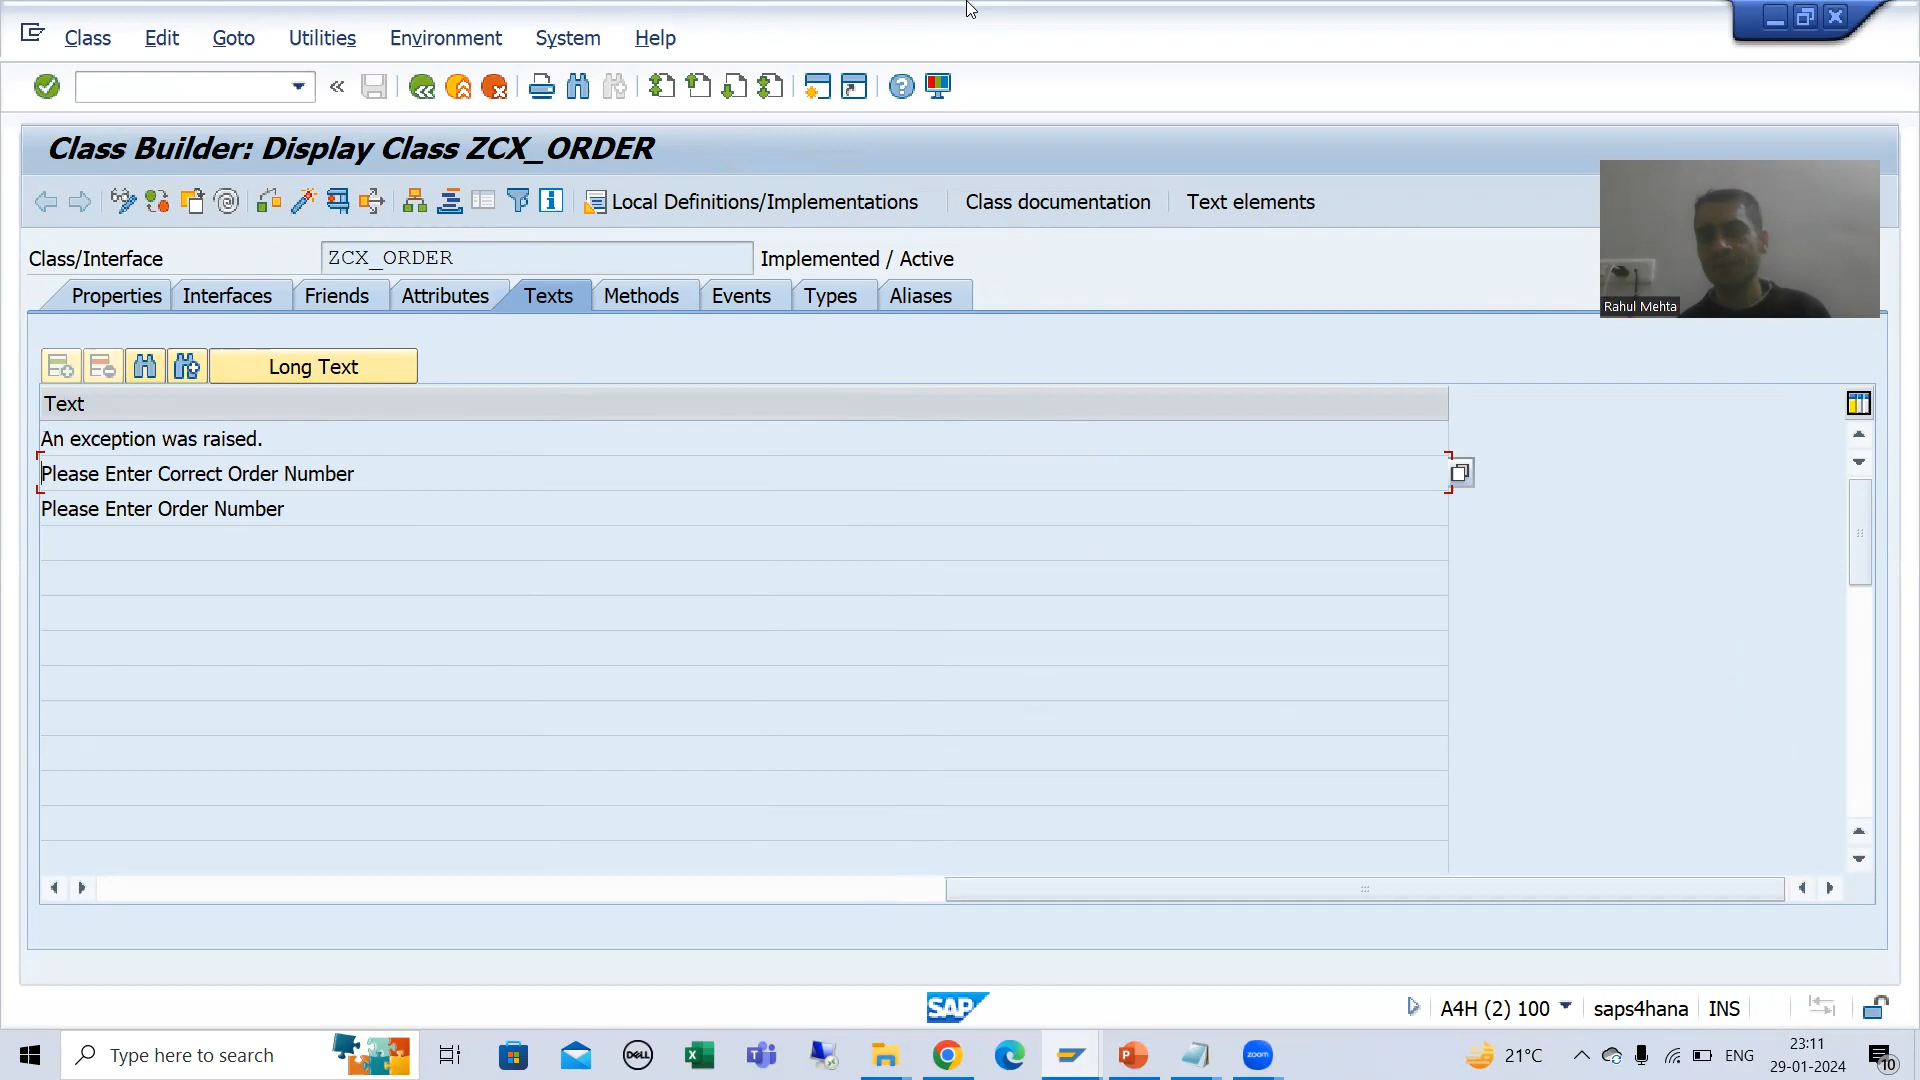 Class Edit Goto Utilities Environment System Help
Class Builder: Display Class ZCX_ORDER
Local Definitions/Implementations Class documentation Text elements
Class/Interface ZCX_ORDER Implemented / Active
Properties Interfaces Friends Attributes Texts Methods Events Types Aliases
Rahul Mehta
Long Text
Text
An exception was raised.
Please Enter Correct Order Number
Please Enter Order Number
SAP
A4H (2) 100 saps4hana INS
Type here to search
DELL
zoom
21°C
ENG
23:11
29-01-2024
10